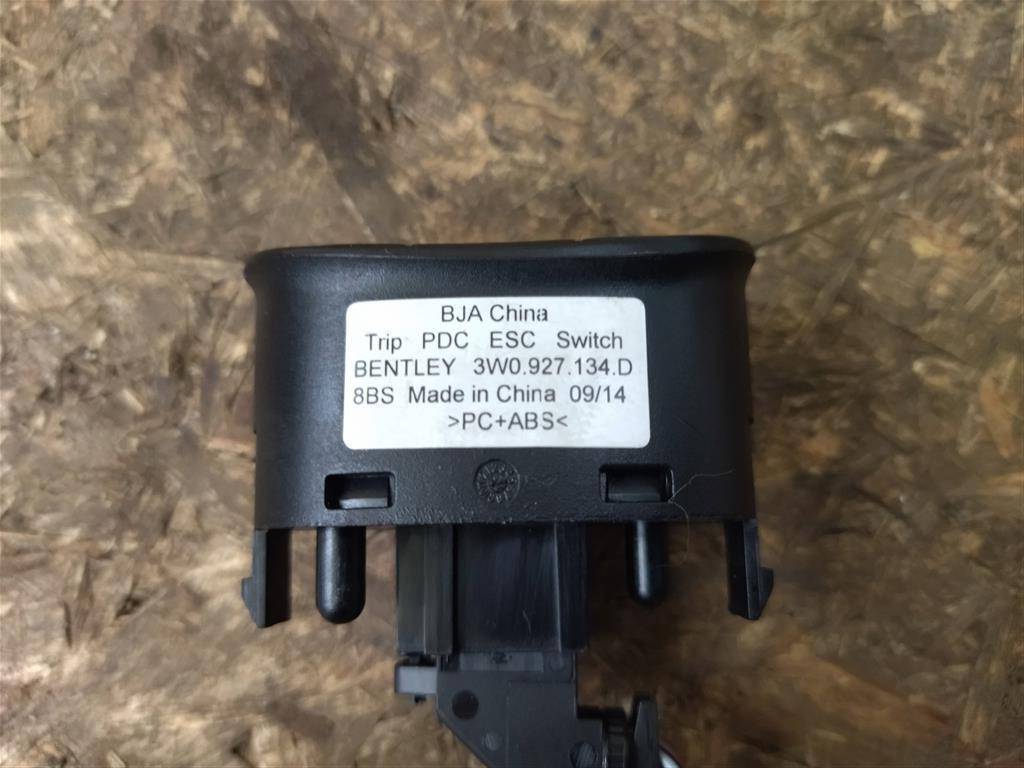 BJA China
Trip PDC ESC Switch
BENTLEY 3W0.927.134.D
8BS Made in China 09/14
>PC+ABS<